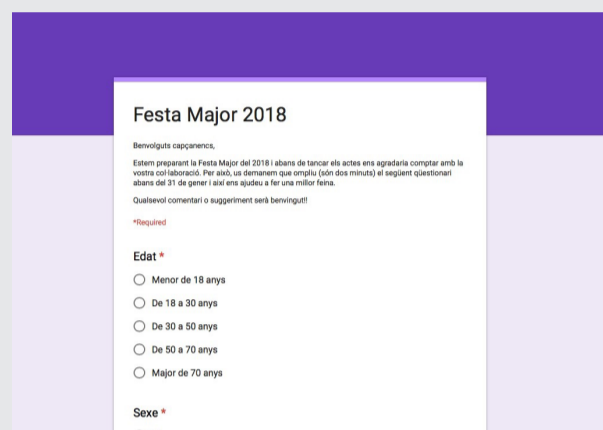 Festa Major 2018
Benvolguts capçanencs,
Estem preparant la Festa Major del 2018 i abans de tancar els actes ens agradaria comptar amb la
vostra col·laboració. Per això, us demanem que ompliu (són dos minuts) el següent qüestionari
abans del 31 de gener i així ens ajudeu a fer una millor feina.
Qualsevol comentari o suggeriment serà benvingut!!
*Required
Edat *
Menor de 18 anys
De 18 a 30 anys
De 30 a 50 anys
De 50 a 70 anys
Major de 70 anys
Sexe *